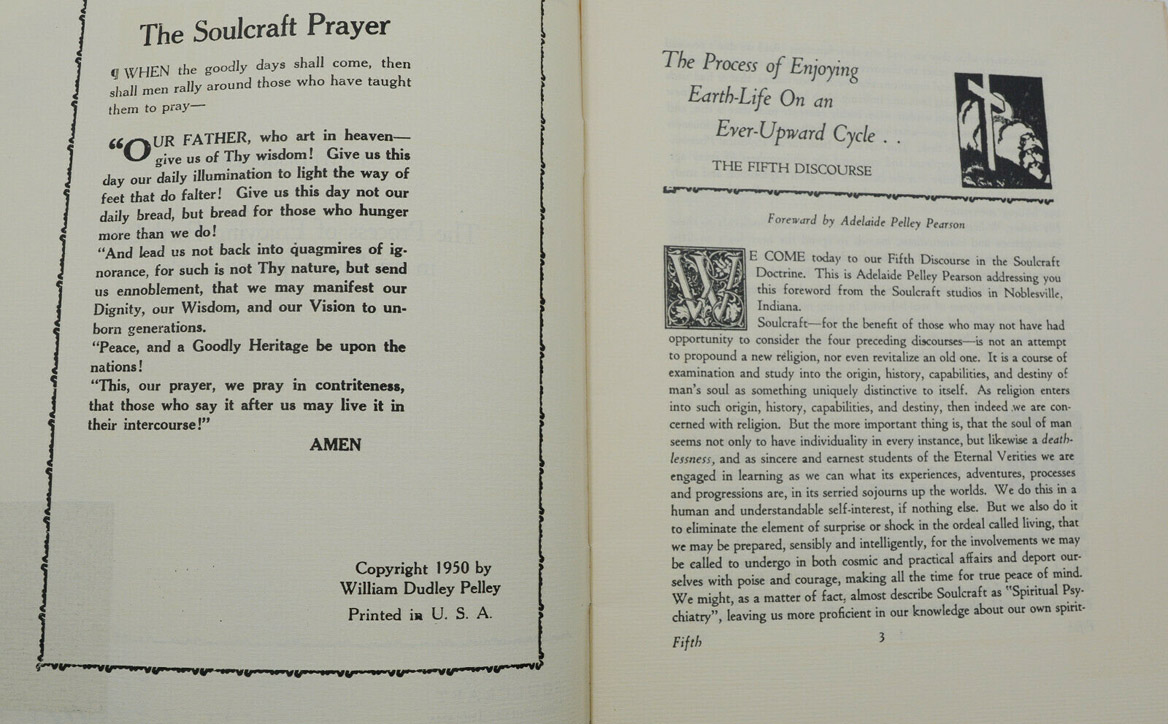 The Soulcraft Prayer
¶ WHEN the goodly days shall come, then
shall men rally around those who have taught
them to pray—
“OUR FATHER, who art in heaven—
give us of Thy wisdom! Give us this
day our daily illumination to light the way of
feet that do falter! Give us this day not our
daily bread, but bread for those who hunger
more than we do!
“And lead us not back into quagmires of ig-
norance, for such is not Thy nature, but send
us ennoblement, that we may manifest our
Dignity, our Wisdom, and our Vision to un-
born generations.
“Peace, and a Goodly Heritage be upon the
nations!
“This, our prayer, we pray in contriteness,
that those who say it after us may live it in
their intercourse!”
AMEN
Copyright 1950 by
William Dudley Pelley
Printed in U. S. A.
The Process of Enjoying
Earth-Life On an
Ever-Upward Cycle . .
THE FIFTH DISCOURSE
Foreward by Adelaide Pelley Pearson
WE COME today to our Fifth Discourse in the Soulcraft
Doctrine. This is Adelaide Pelley Pearson addressing you
this foreword from the Soulcraft studios in Noblesville,
Indiana.
Soulcraft—for the benefit of those who may not have had
opportunity to consider the four preceding discourses—is not an attempt
to propound a new religion, nor even revitalize an old one. It is a course of
examination and study into the origin, history, capabilities, and destiny of
man's soul as something uniquely distinctive to itself. As religion enters
into such origin, history, capabilities, and destiny, then indeed we are con-
cerned with religion. But the more important thing is, that the soul of man
seems not only to have individuality in every instance, but likewise a death-
lessness, and as sincere and earnest students of the Eternal Verities we are
engaged in learning as we can what its experiences, adventures, processes
and progressions are, in its serried sojourns up the worlds. We do this in a
human and understandable self-interest, if nothing else. But we also do it
to eliminate the element of surprise or shock in the ordeal called living, that
we may be prepared, sensibly and intelligently, for the involvements we may
be called to undergo in both cosmic and practical affairs and deport our-
selves with poise and courage, making all the time for true peace of mind.
We might, as a matter of fact, almost describe Soulcraft as “Spiritual Psy-
chiatry”, leaving us more proficient in our knowledge about our own spirit-
Fifth
3